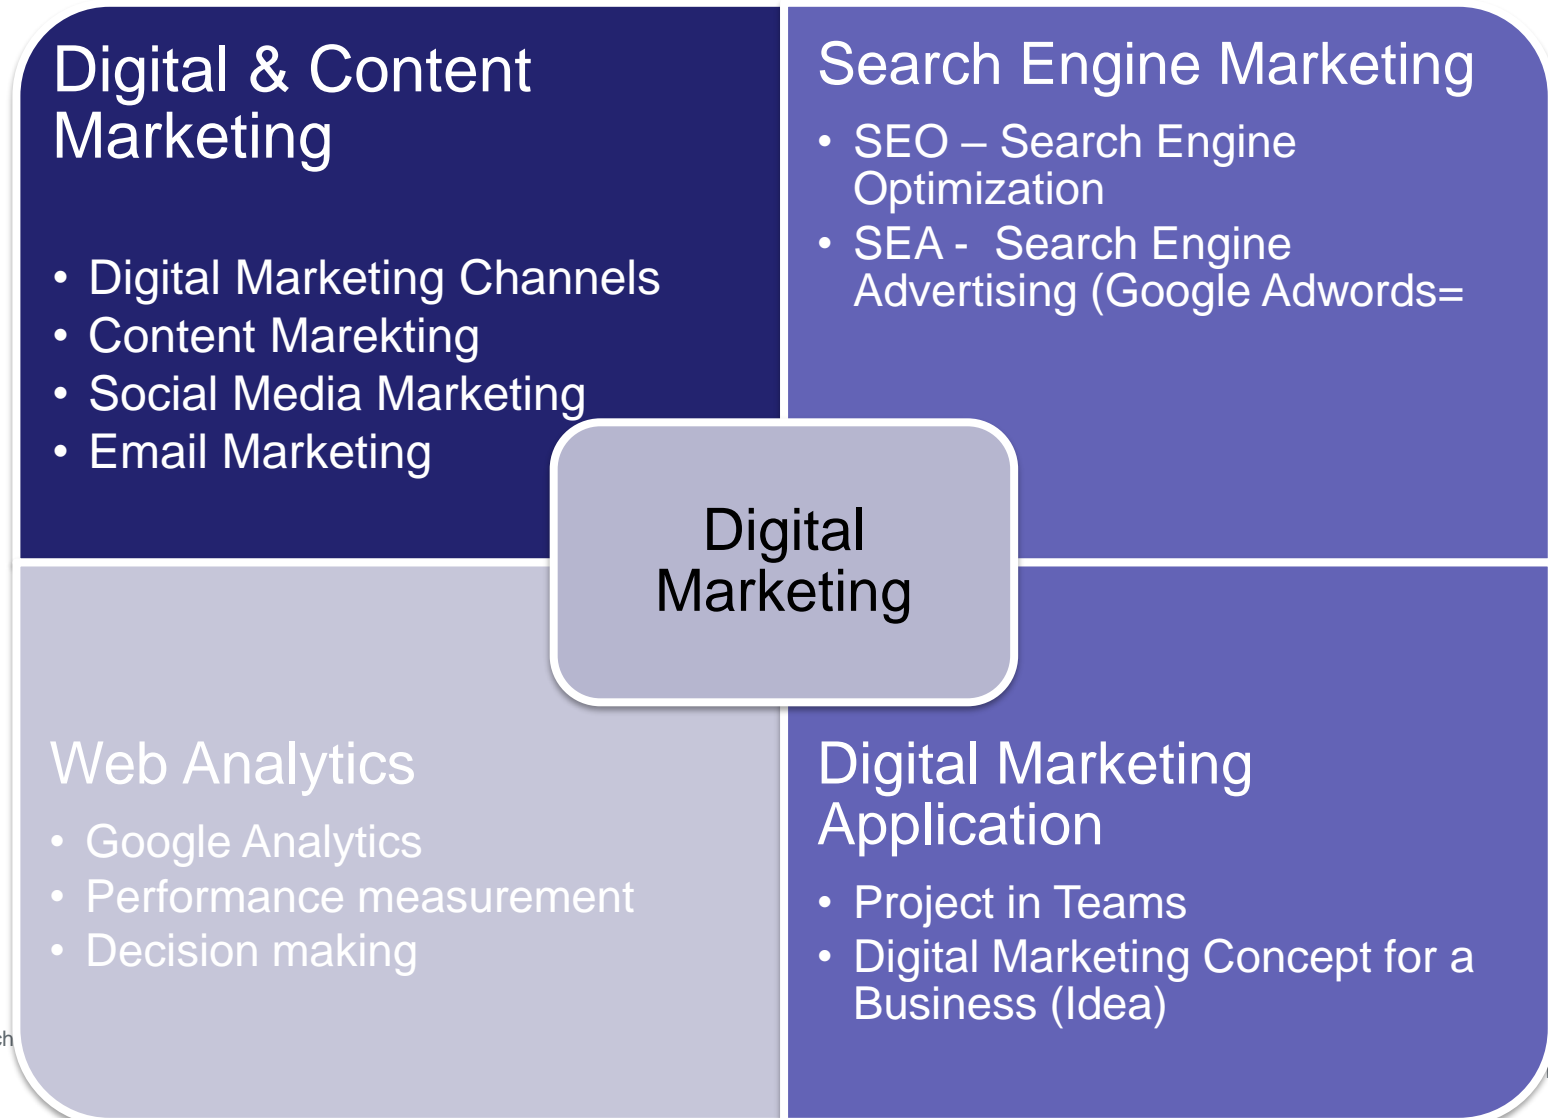 Digital & Content
Marketing
• Digital Marketing Channels
• Content Marekting
• Social Media Marketing
• Email Marketing
Search Engine Marketing
• SEO – Search Engine
Optimization
• SEA - Search Engine
Advertising (Google Adwords=
Digital
Marketing
Web Analytics
• Google Analytics
• Performance measurement
• Decision making
Digital Marketing
Application
• Project in Teams
• Digital Marketing Concept for a
Business (Idea)
ch